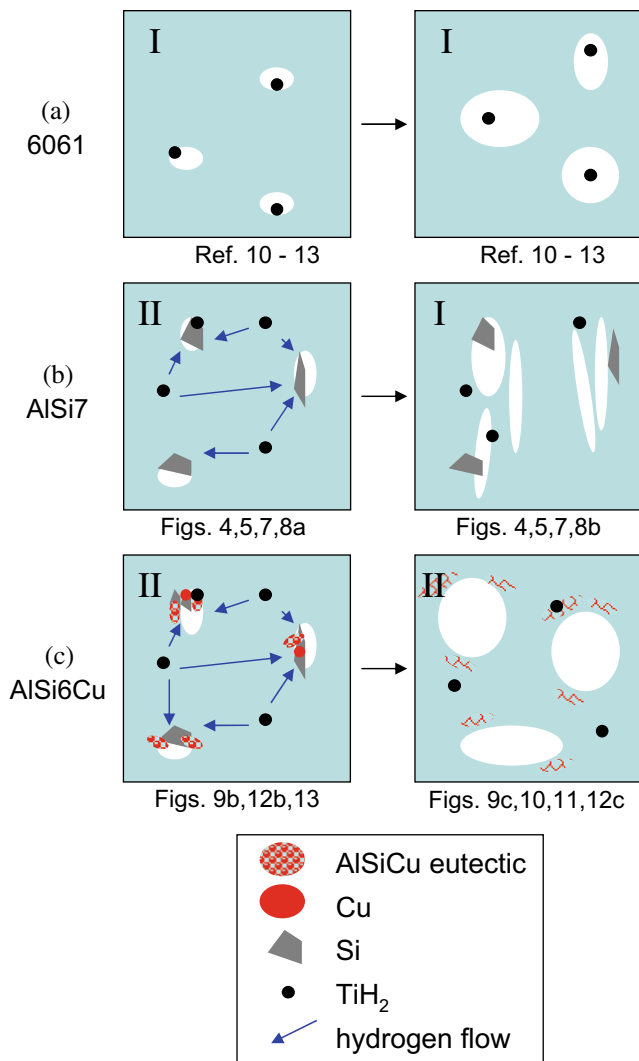 I
I
(a)
6061
Ref. 10 - 13
Ref. 10 - 13
II
I
(b)
AlSi7
Figs. 4,5,7,8a
Figs. 4,5,7,8b
II
II
(c)
AlSi6Cu
Figs. 9b,12b,13
Figs. 9c,10,11,12c
AlSiCu eutectic
Cu
Si
TiH₂
hydrogen flow